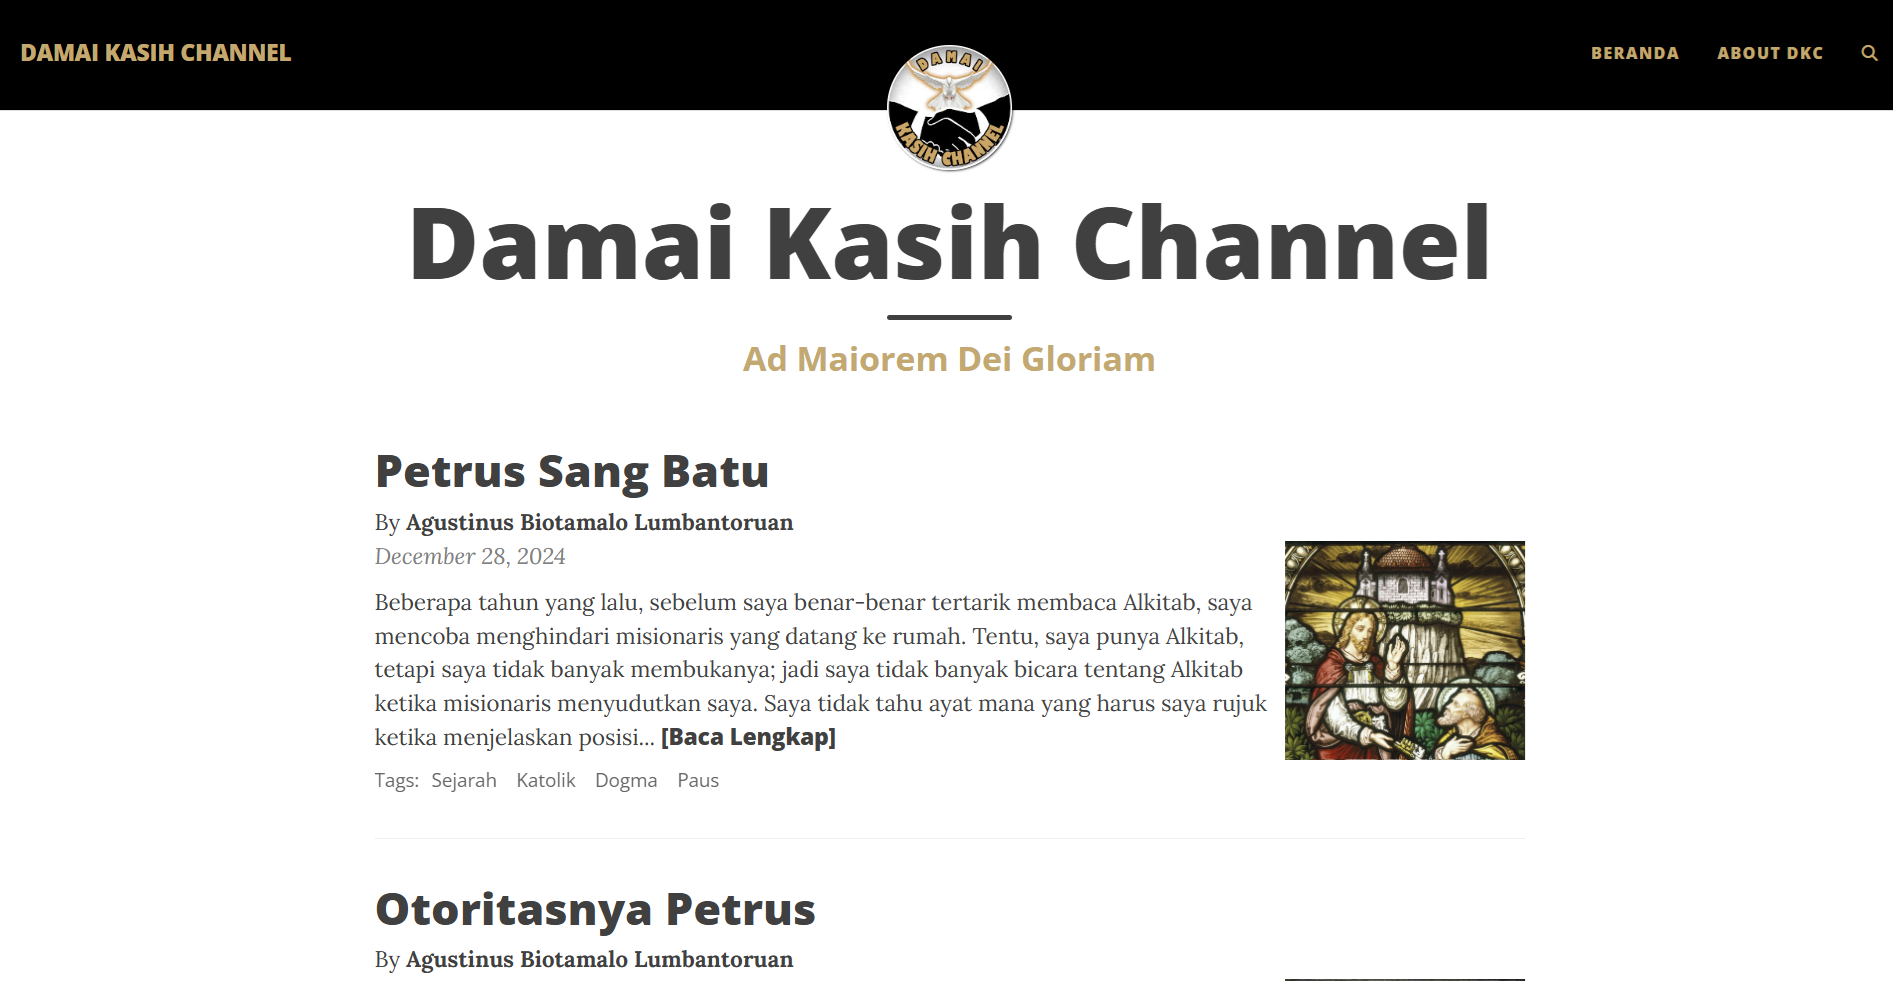 DAMAI KASIH CHANNEL
BERANDA
ABOUT DKC
DAMAI
KASIH CHANNEL
Damai Kasih Channel
Ad Maiorem Dei Gloriam
Petrus Sang Batu
By Agustinus Biotamalo Lumbantoruan
December 28, 2024
Beberapa tahun yang lalu, sebelum saya benar-benar tertarik membaca Alkitab, saya
mencoba menghindari misionaris yang datang ke rumah. Tentu, saya punya Alkitab,
tetapi saya tidak banyak membukanya; jadi saya tidak banyak bicara tentang Alkitab
ketika misionaris menyudutkan saya. Saya tidak tahu ayat mana yang harus saya rujuk
ketika menjelaskan posisi... [Baca Lengkap]
Tags: Sejarah Katolik Dogma Paus
Otoritasnya Petrus
By Agustinus Biotamalo Lumbantoruan